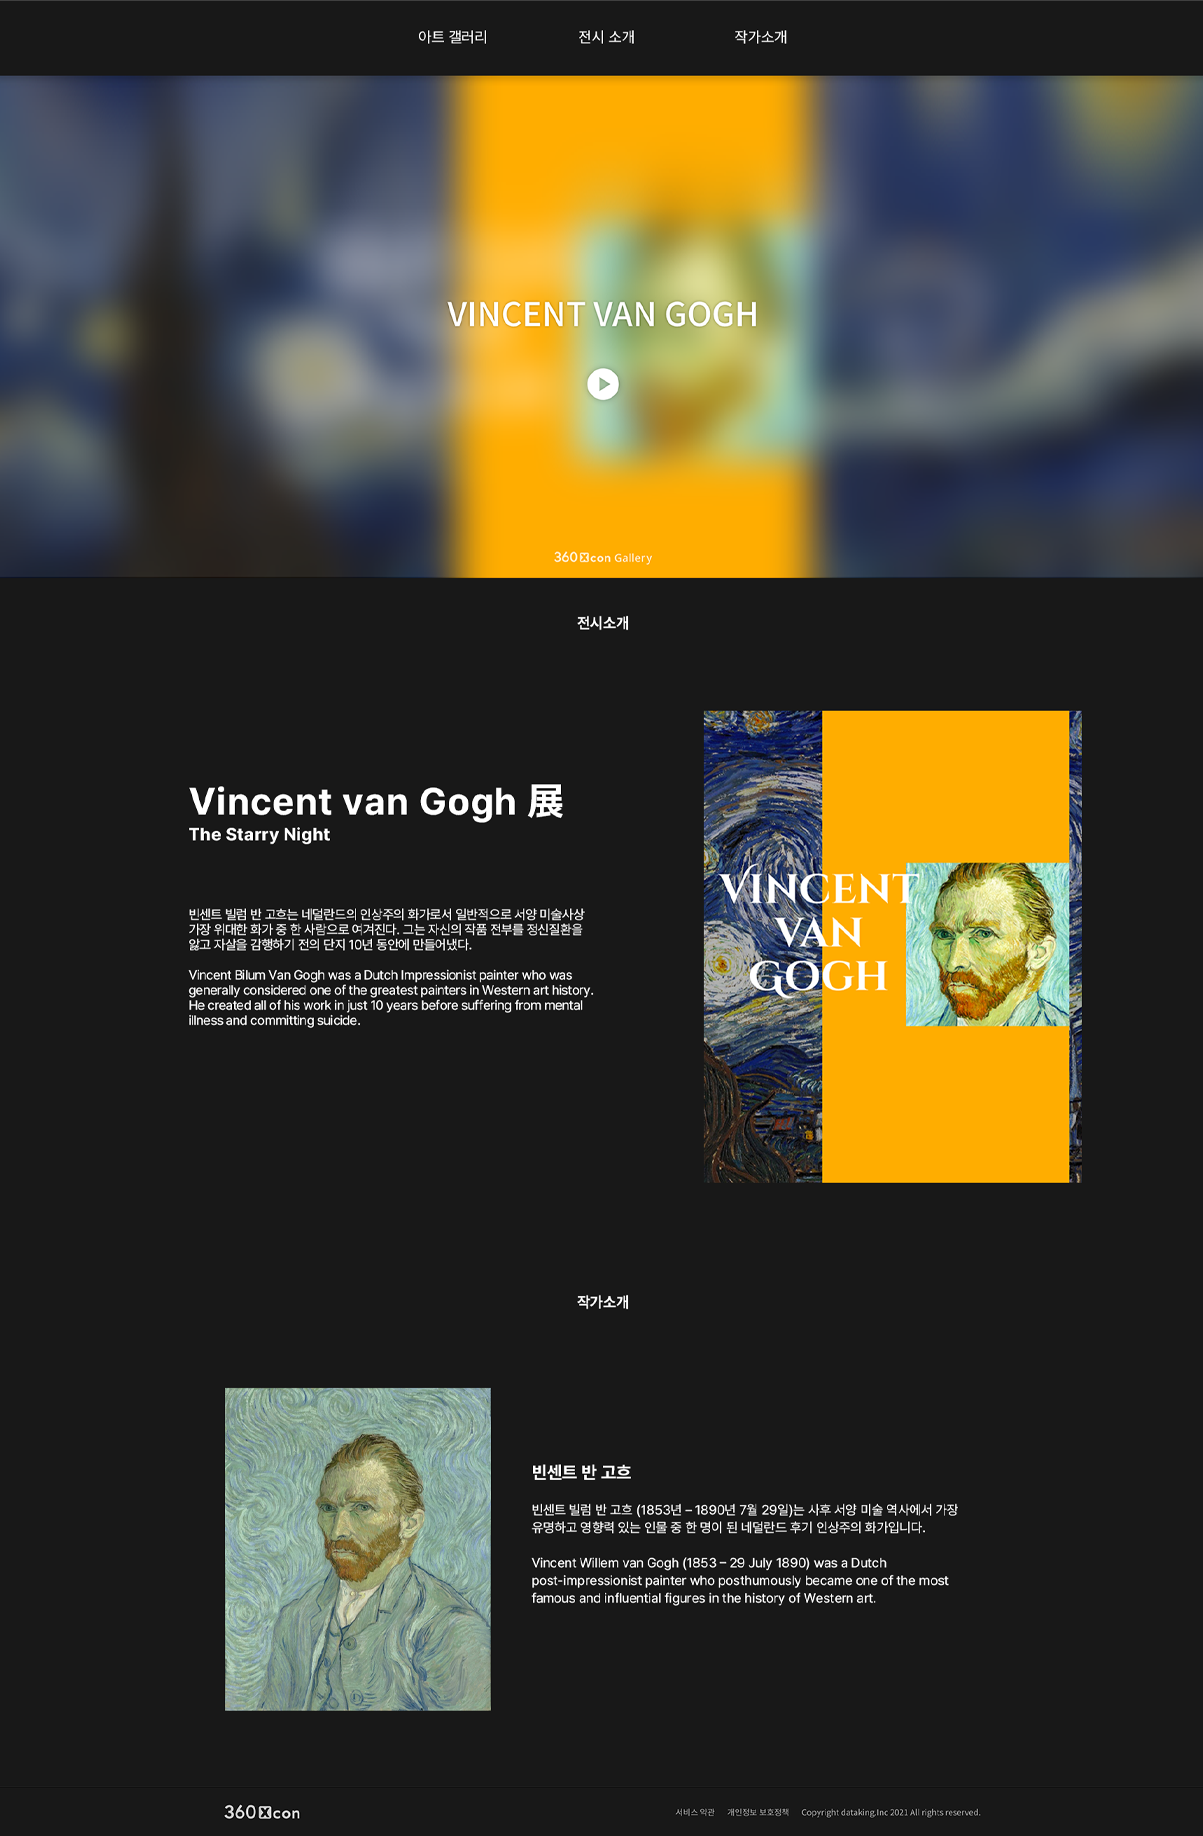 아트 갤러리
전시 소개
작가소개
VINCENT VAN GOGH
360Xcon Gallery
전시소개
Vincent van Gogh 展
The Starry Night
빈센트 빌럼 반 고흐는 네덜란드의 인상주의 화가로서 일반적으로 서양 미술사상
가장 위대한 화가 중 한 사람으로 여겨진다. 그는 자신의 작품 전부를 정신질환을
앓고 자살을 감행하기 전의 단지 10년 동안에 만들어냈다.
Vincent Bilum Van Gogh was a Dutch Impressionist painter who was
generally considered one of the greatest painters in Western art history.
He created all of his work in just 10 years before suffering from mental
illness and committing suicide.
VINCENT
VAN
GOGH
작가소개
빈센트 반 고흐
빈센트 빌럼 반 고흐 (1853년 – 1890년 7월 29일)는 사후 서양 미술 역사에서 가장
유명하고 영향력 있는 인물 중 한 명이 된 네덜란드 후기 인상주의 화가입니다.
Vincent Willem van Gogh (1853 – 29 July 1890) was a Dutch
post-impressionist painter who posthumously became one of the most
famous and influential figures in the history of Western art.
360Xcon
서비스 약관
개인정보 보호정책
Copyright dataking.Inc 2021 All rights reserved.